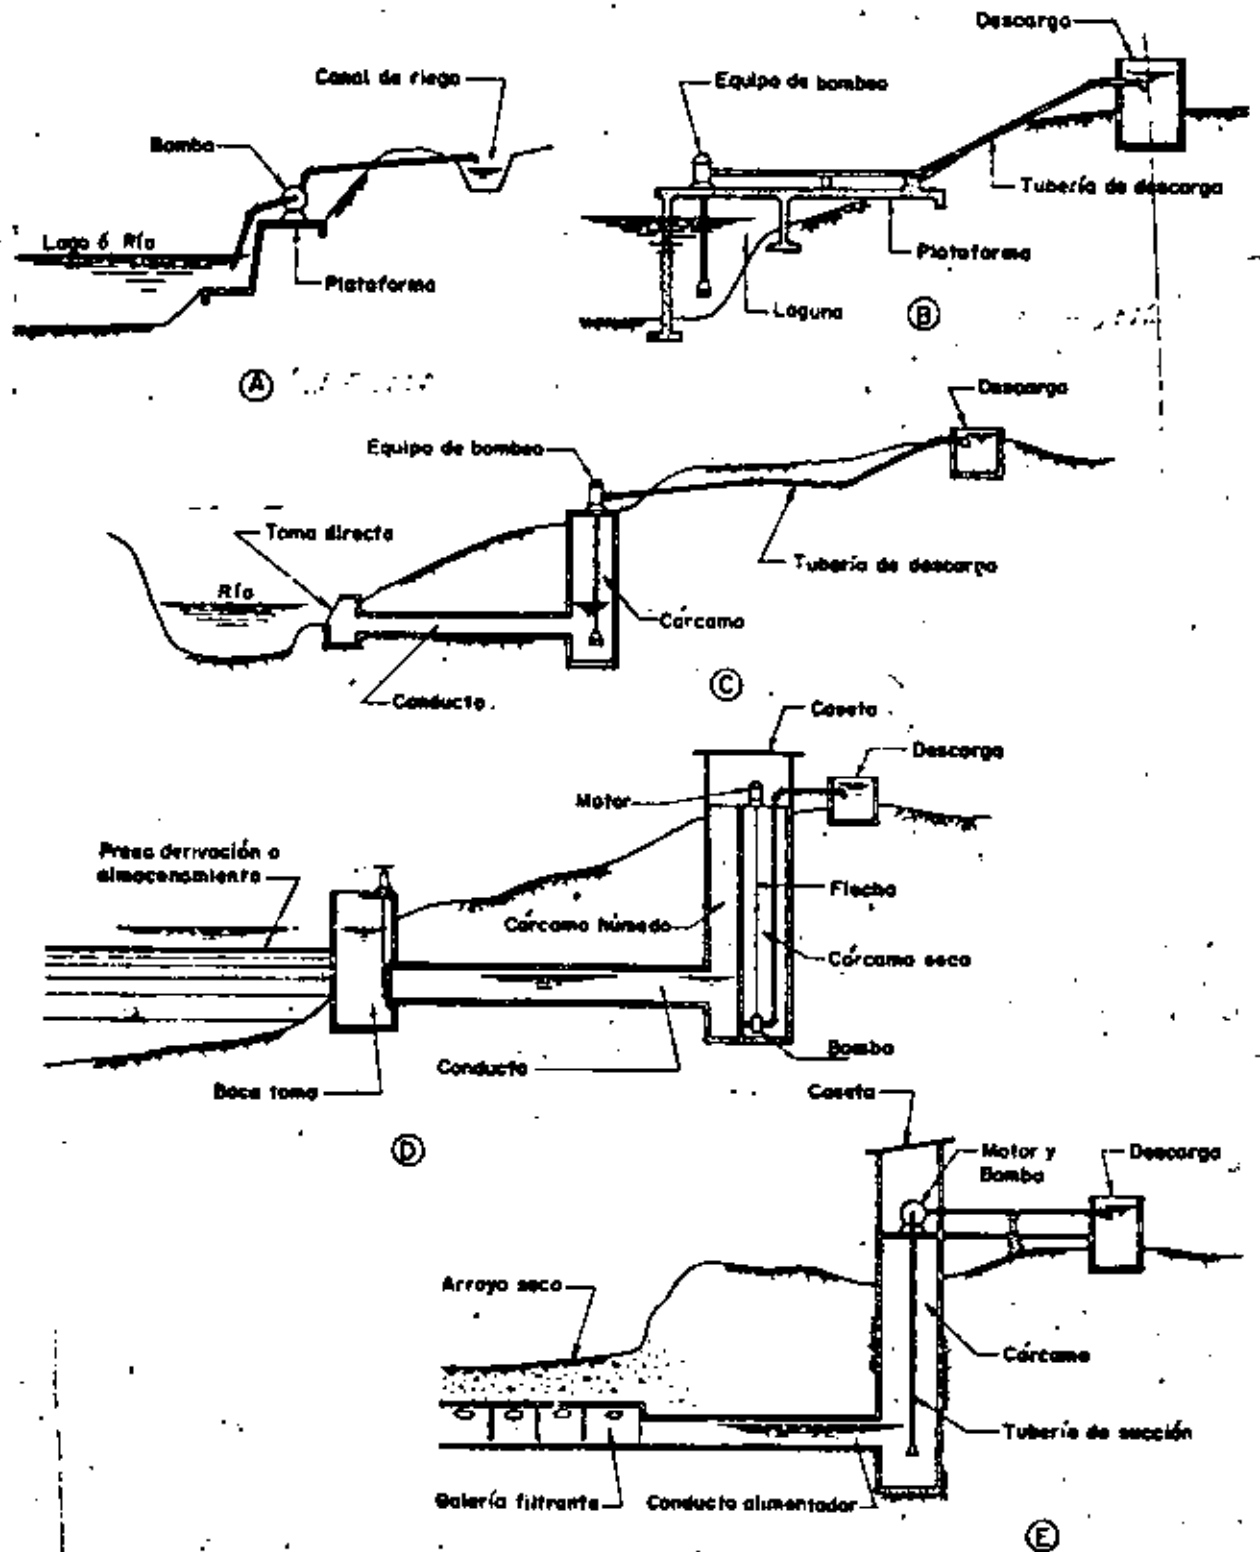 Descarga
Canal de riego
Equipo de bombeo
Bomba
Tubería de descarga
Lago ó Río
Plataforma
Plataforma
Laguna
B
A
Descarga
Equipo de bombeo
Toma directa
Río
Tubería de descarga
Cárcamo
C
Conducto
Caseta
Descarga
Motor
Presa derivación o
almacenamiento
Flecha
Cárcamo húmedo
Cárcamo seco
Bomba
Conducto
Boca toma
Caseta
D
Motor y
Bomba
Descarga
Arroyo seco
Cárcamo
Tubería de succión
Galería filtrante
Conducto alimentador
E